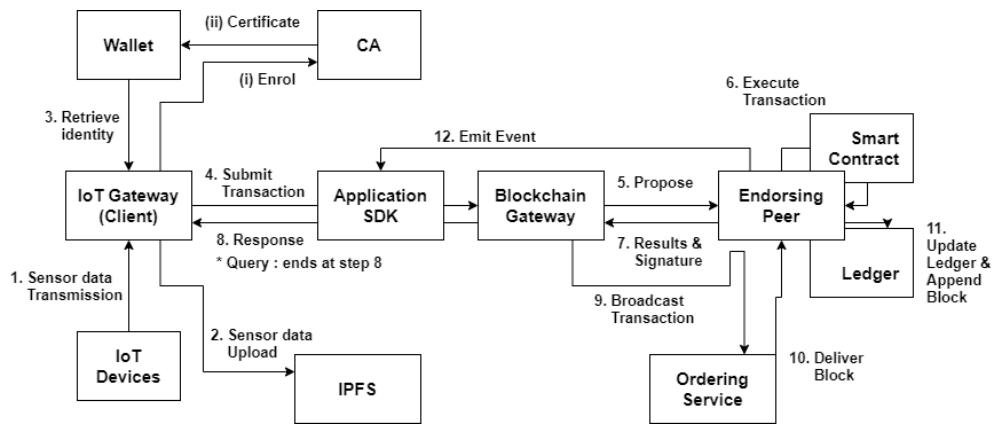 (ii) Certificate
Wallet
CA
(i) Enrol
6. Execute
Transaction
3. Retrieve
identity
12. Emit Event
Smart
Contract
4. Submit
Transaction
IoT Gateway
(Client)
Application
SDK
Blockchain
Gateway
5. Propose
Endorsing
Peer
8. Response
* Query : ends at step 8
7. Results &
Signature
11.
Update
Ledger &
Append
Block
Ledger
1. Sensor data
Transmission
9. Broadcast
Transaction
2. Sensor data
Upload
IoT
Devices
IPFS
Ordering
Service
10. Deliver
Block